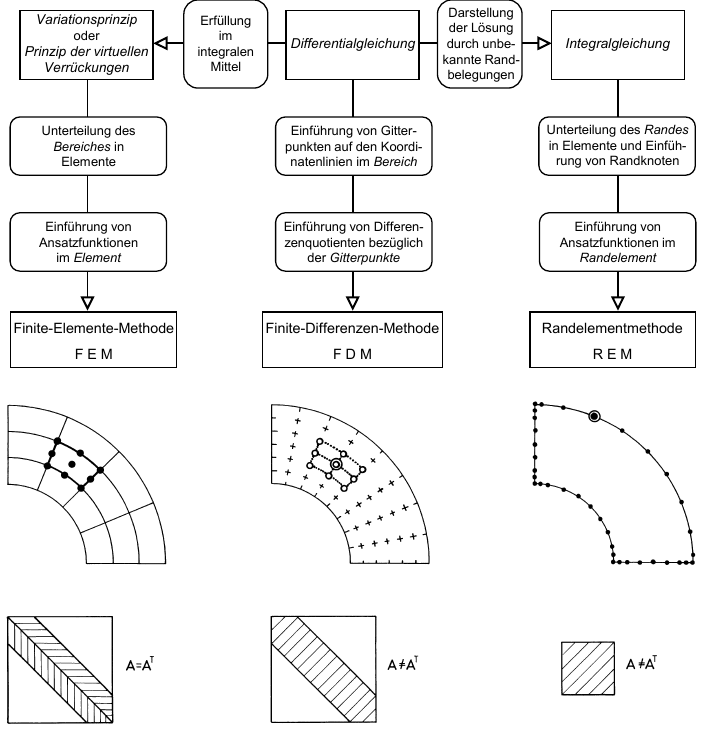 Variationsprinzip
oder
Prinzip der virtuellen
Verrückungen
Erfüllung
im
integralen
Mittel
Differentialgleichung
Darstellung
der Lösung
durch unbe-
kannte Rand-
belegungen
Integralgleichung
Unterteilung des
Bereiches in
Elemente
Einführung von Gitter-
punkten auf den Koordi-
natenlinien im Bereich
Unterteilung des Randes
in Elemente und Einfüh-
rung von Randknoten
Einführung von
Ansatzfunktionen
im Element
Einführung von Differen-
zenquotienten bezüglich
der Gitterpunkte
Einführung von
Ansatzfunktionen im
Randelement
Finite-Elemente-Methode
F E M
Finite-Differenzen-Methode
F D M
Randelementmethode
R E M
A=Aᵀ
A≠Aᵀ
A≠Aᵀ